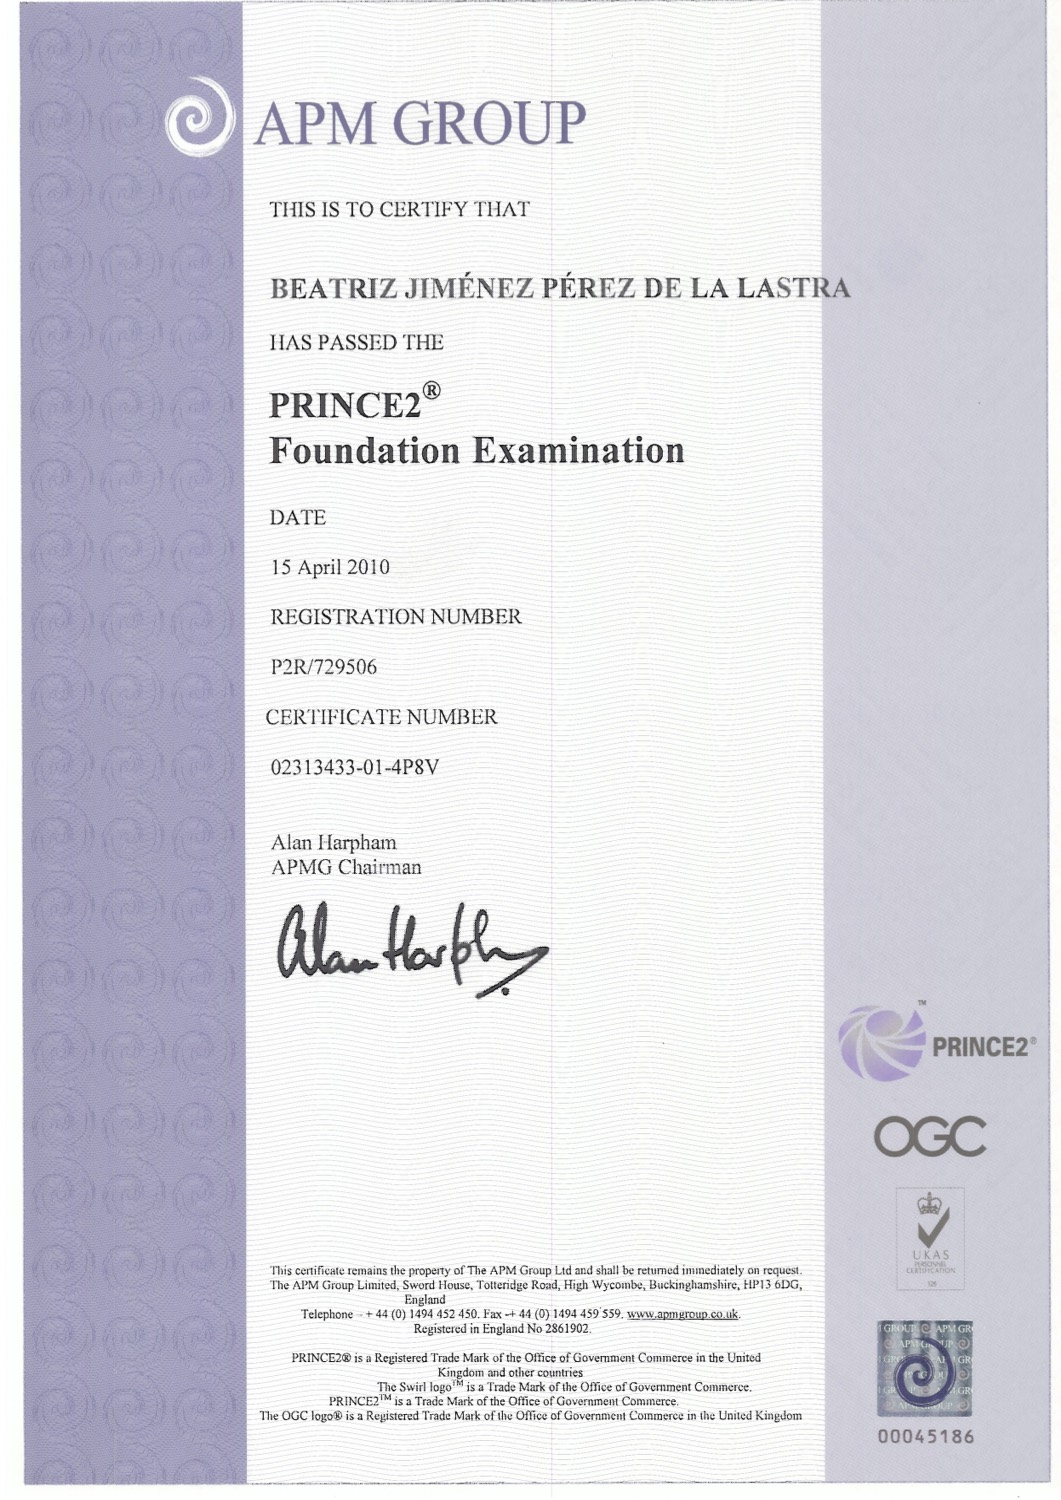 APM GROUP
THIS IS TO CERTIFY THAT
BEATRIZ JIMÉNEZ PÉREZ DE LA LASTRA
HAS PASSED THE
PRINCE2®
Foundation Examination
DATE
15 April 2010
REGISTRATION NUMBER
P2R/729506
CERTIFICATE NUMBER
02313433-01-4P8V
Alan Harpham
APMG Chairman
Alan Harpham
™
PRINCE2®
OGC
UKAS
PERSONNEL
CERTIFICATION
This certificate remains the property of The APM Group Ltd and shall be returned immediately on request.
The APM Group Limited, Sword House, Totteridge Road, High Wycombe, Buckinghamshire, HP13 6DG,
England
Telephone - + 44 (0) 1494 452 450. Fax -+ 44 (0) 1494 459 559. www.apmgroup.co.uk.
Registered in England No 2861902.
PRINCE2® is a Registered Trade Mark of the Office of Government Commerce in the United
Kingdom and other countries
The Swirl logo™ is a Trade Mark of the Office of Government Commerce.
PRINCE2™ is a Trade Mark of the Office of Government Commerce.
The OGC logo® is a Registered Trade Mark of the Office of Government Commerce in the United Kingdom
00045186